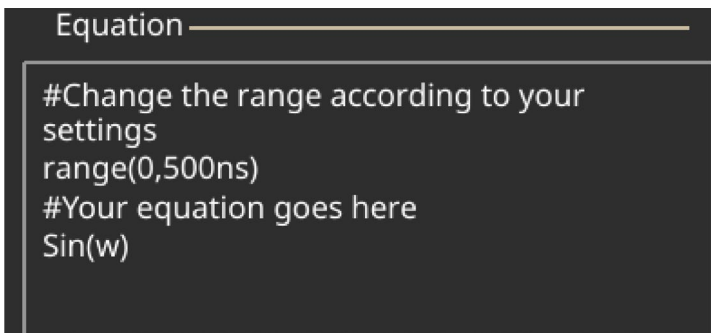 Equation
#Change the range according to your
settings
range(0,500ns)
#Your equation goes here
Sin(w)